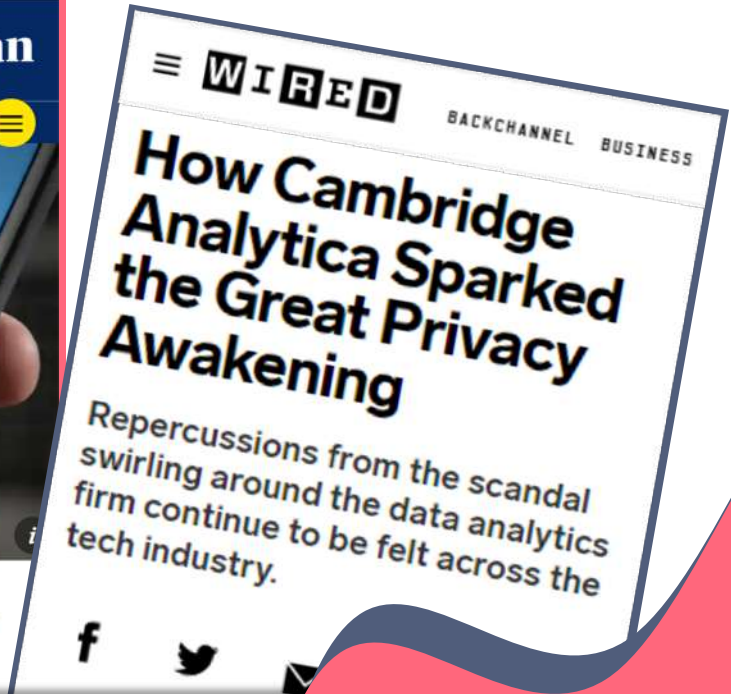 WIRED
BACKCHANNEL BUSINESS
How Cambridge
Analytica Sparked
the Great Privacy
Awakening
Repercussions from the scandal
swirling around the data analytics
firm continue to be felt across the
tech industry.